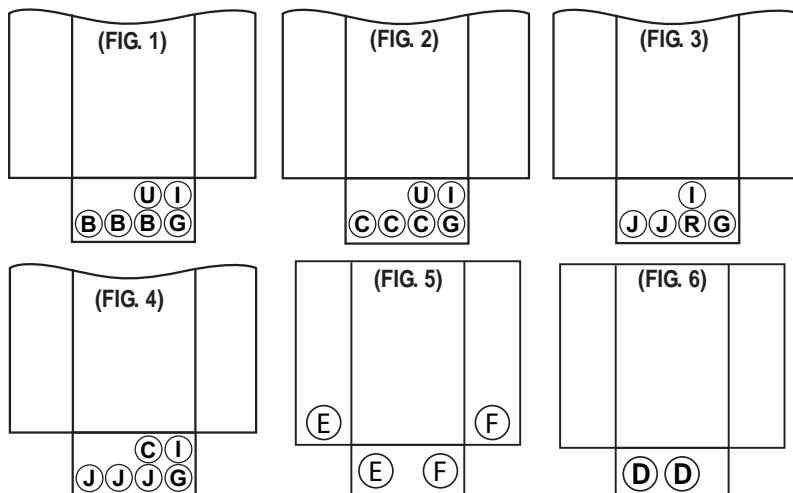 (FIG. 1)
U I
B B B G
(FIG. 2)
U I
C C C G
(FIG. 3)
I
J J R G
(FIG. 4)
C I
J J J G
(FIG. 5)
E F
E F
(FIG. 6)
D D